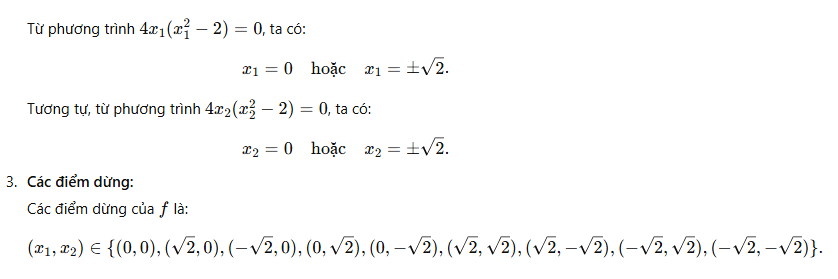 Từ phương trình 4x₁(x₁² − 2) = 0, ta có:
x₁ = 0 hoặc x₁ = ±√2.
Tương tự, từ phương trình 4x₂(x₂² − 2) = 0, ta có:
x₂ = 0 hoặc x₂ = ±√2.
3. Các điểm dừng:
Các điểm dừng của f là:
(x₁, x₂) ∈ {(0, 0), (√2, 0), (−√2, 0), (0, √2), (0, −√2), (√2, √2), (√2, −√2), (−√2, √2), (−√2, −√2)}.